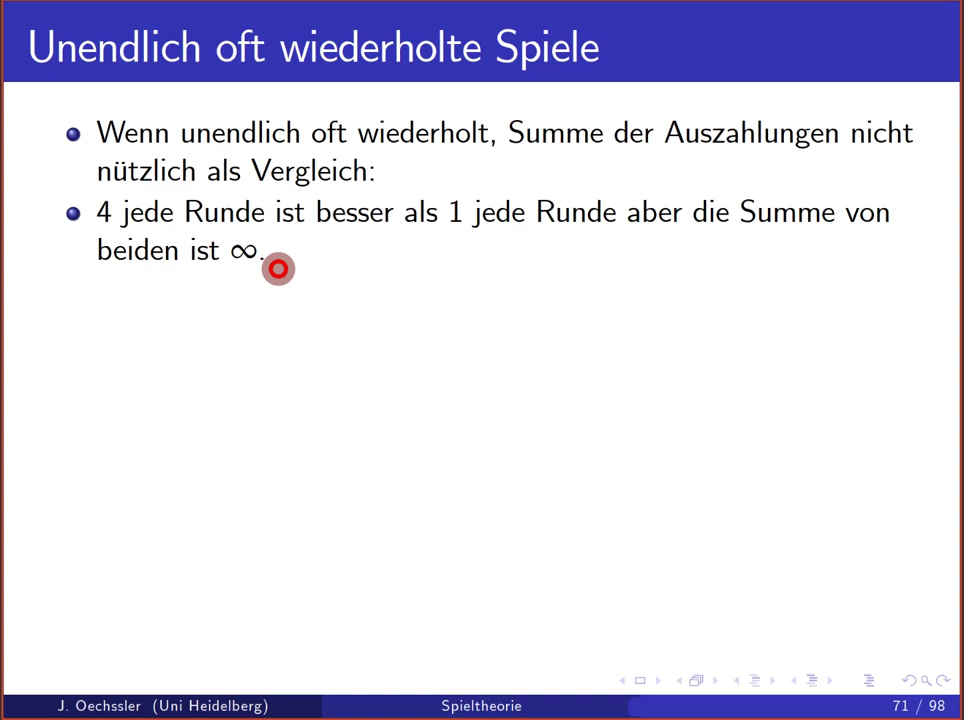 Unendlich oft wiederholte Spiele
Wenn unendlich oft wiederholt, Summe der Auszahlungen nicht
nützlich als Vergleich:
4 jede Runde ist besser als 1 jede Runde aber die Summe von
beiden ist ∞.
J. Oechssler (Uni Heidelberg)
Spieltheorie
71 / 98